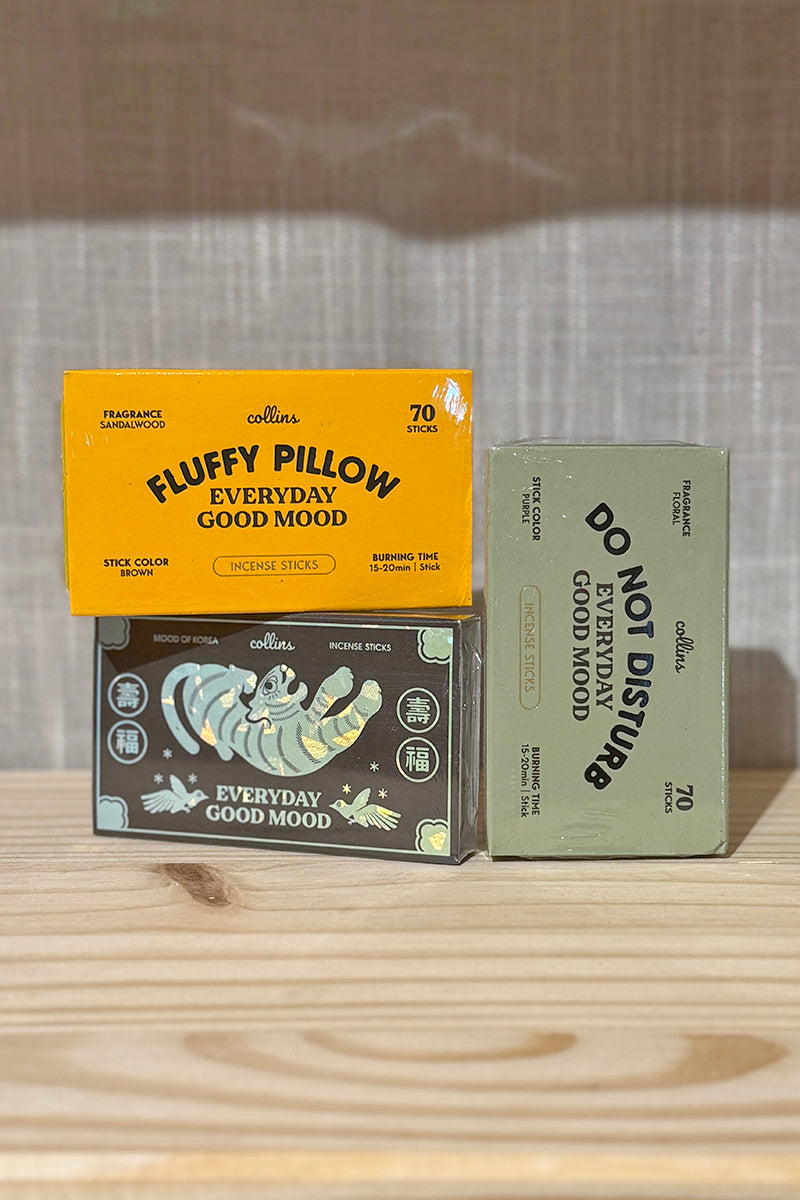 FRAGRANCE
SANDALWOOD
collins
70
STICKS
FLUFFY PILLOW
EVERYDAY
GOOD MOOD
STICK COLOR
BROWN
INCENSE STICKS
BURNING TIME
15-20min | Stick
MOOD OF KOREA
collins
INCENSE STICKS
壽
福
壽
福
EVERYDAY
GOOD MOOD
FRAGRANCE
FLORAL
collins
70
STICKS
DO NOT DISTURB
EVERYDAY
GOOD MOOD
STICK COLOR
PURPLE
INCENSE STICKS
BURNING TIME
15-20min | Stick